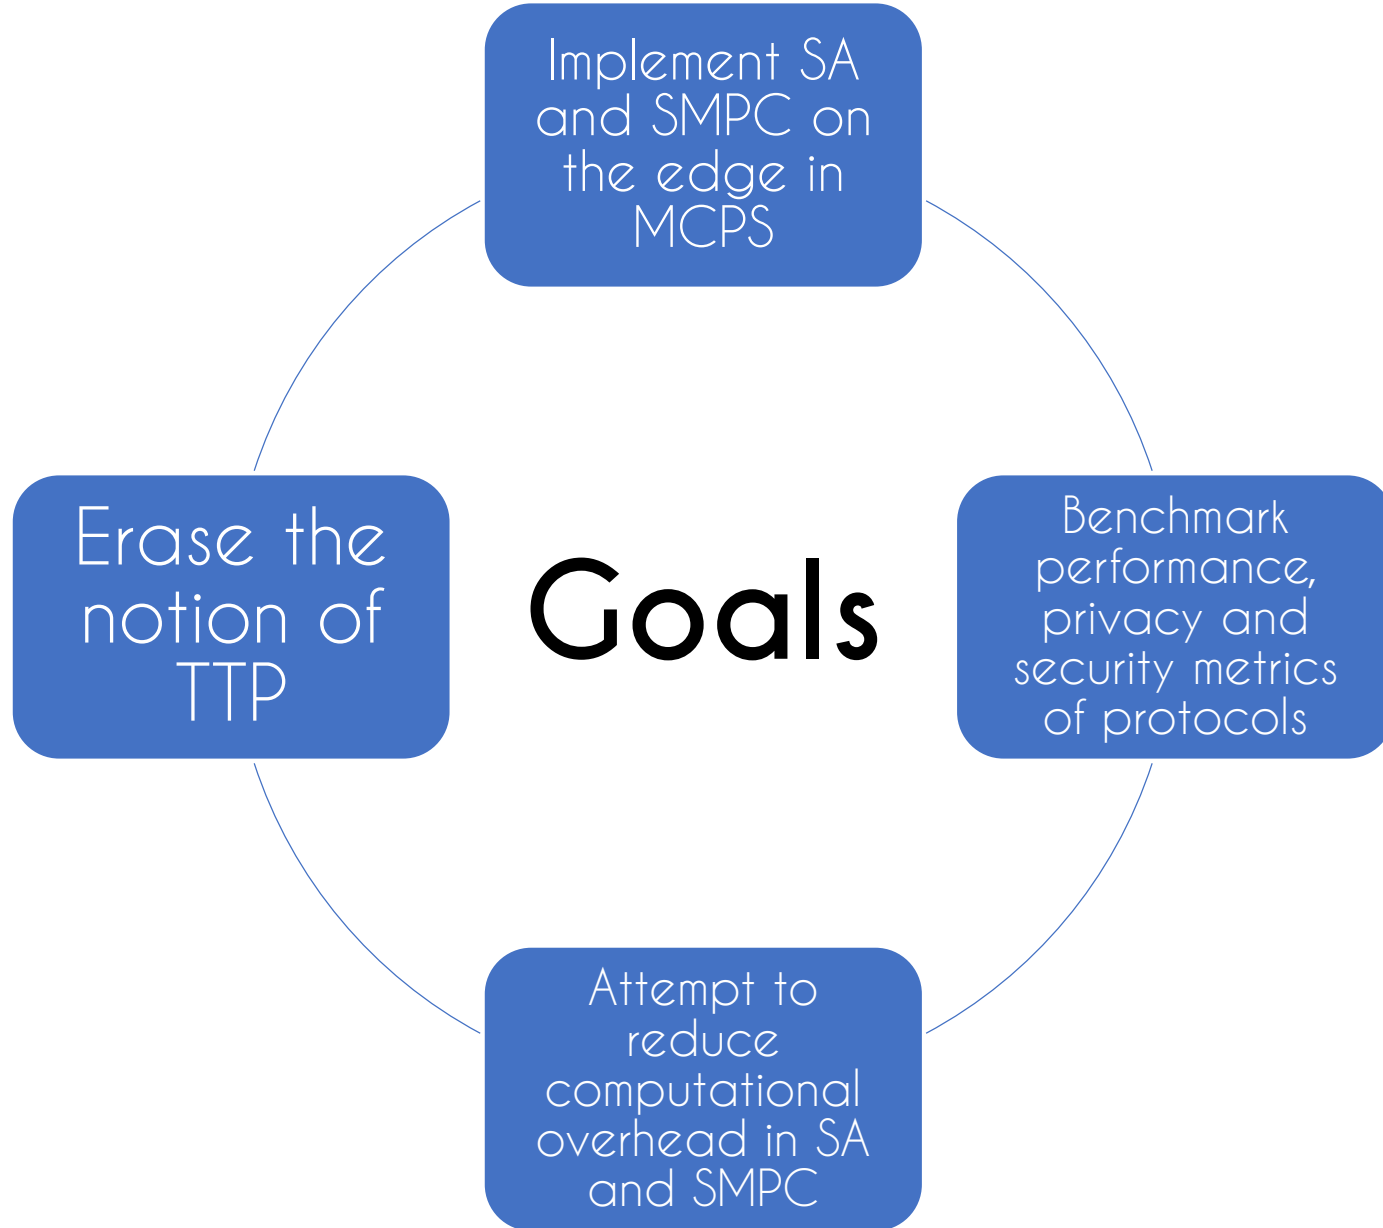 Implement SA
and SMPC on
the edge in
MCPS
Benchmark
performance,
privacy and
security metrics
of protocols
Attempt to
reduce
computational
overhead in SA
and SMPC
Erase the
notion of
TTP
Goals